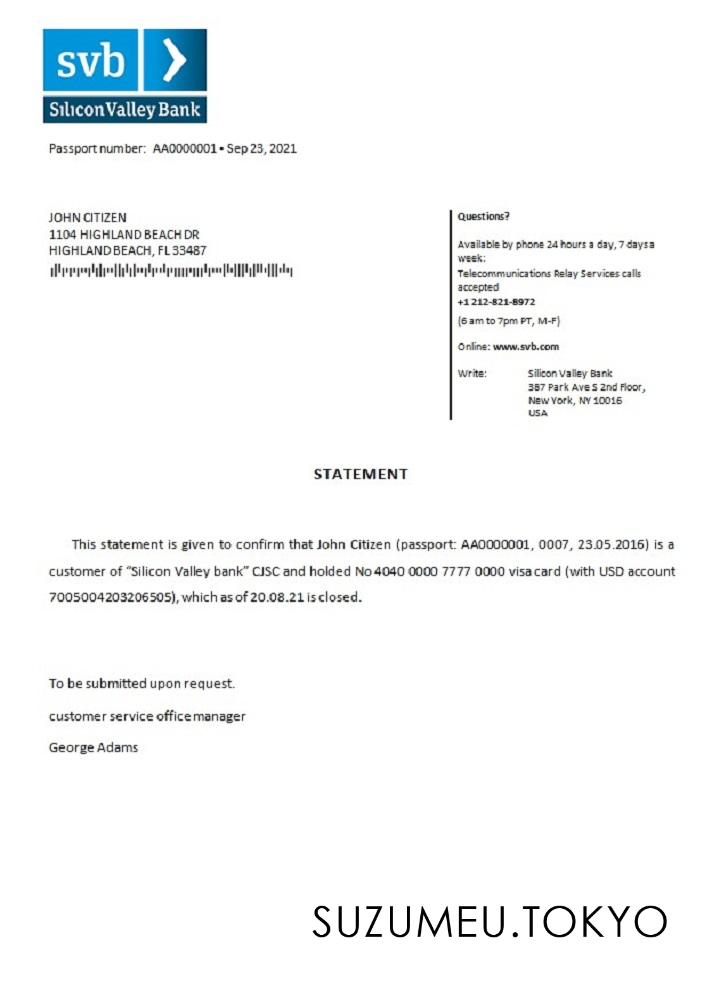 svb
Silicon Valley Bank
Passport number: AA0000001 • Sep 23, 2021
JOHN CITIZEN
1104 HIGHLAND BEACH DR
HIGHLAND BEACH, FL 33487
Questions?
Available by phone 24 hours a day, 7 days a
week:
Telecommunications Relay Services calls
accepted
+1 212-821-8972
(6 am to 7pm PT, M-F)
Online: www.svb.com
Write: Silicon Valley Bank
387 Park Ave S 2nd Floor,
New York, NY 10016
USA
STATEMENT
This statement is given to confirm that John Citizen (passport: AA0000001, 0007, 23.05.2016) is a
customer of “Silicon Valley bank” CJSC and holded No 4040 0000 7777 0000 visa card (with USD account
7005004203206505), which as of 20.08.21 is closed.
To be submitted upon request.
customer service office manager
George Adams
SUZUMEU.TOKYO